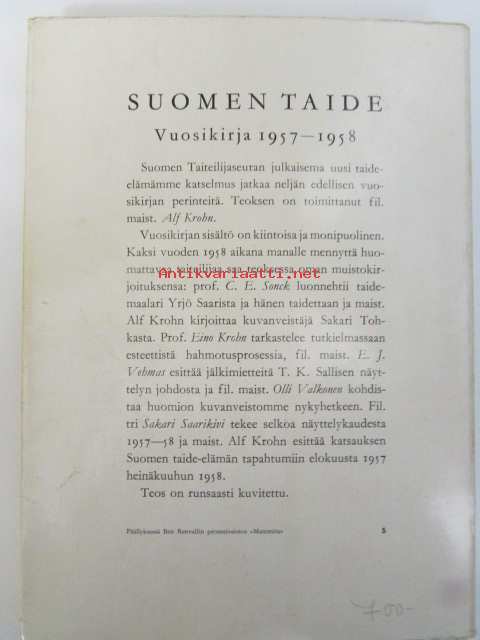 SUOMEN TAIDE
Vuosikirja 1957—1958
Suomen Taiteilijaseuran julkaisema uusi taide-
elämämme katselmus jatkaa neljän edellisen vuo-
sikirjan perinteitä. Teoksen on toimittanut fil.
maist. Alf Krohn.
Vuosikirjan sisältö on kiintoisa ja monipuolinen.
Kaksi vuoden 1958 aikana manalle mennyttä huo-
mattavaa taiteilijaa saa teoksessa oman muistokir-
Antikvariaatti.net
joituksensa: prof. C. E. Sonck luonnehtii taide-
maalari Yrjö Saarista ja hänen taidettaan ja maist.
Alf Krohn kirjoittaa kuvanveistäjä Sakari Toh-
kasta. Prof. Eino Krohn tarkastelee tutkielmassaan
esteettistä hahmotusprosessia, fil. maist. E. J.
Vehmas esittää jälkimietteitä T. K. Sallisen näyt-
telyn johdosta ja fil. maist. Olli Valkonen kohdis-
taa huomion kuvanveistomme nykyhetkeen. Fil.
tri Sakari Saarikivi tekee selkoa näyttelykaudesta
1957—58 ja maist. Alf Krohn esittää katsauksen
Suomen taide-elämän tapahtumiin elokuusta 1957
heinäkuuhun 1958.
Teos on runsaasti kuvitettu.
Päällyksessä Ben Renvallin pronssiveistos »Mammina» 5
700-